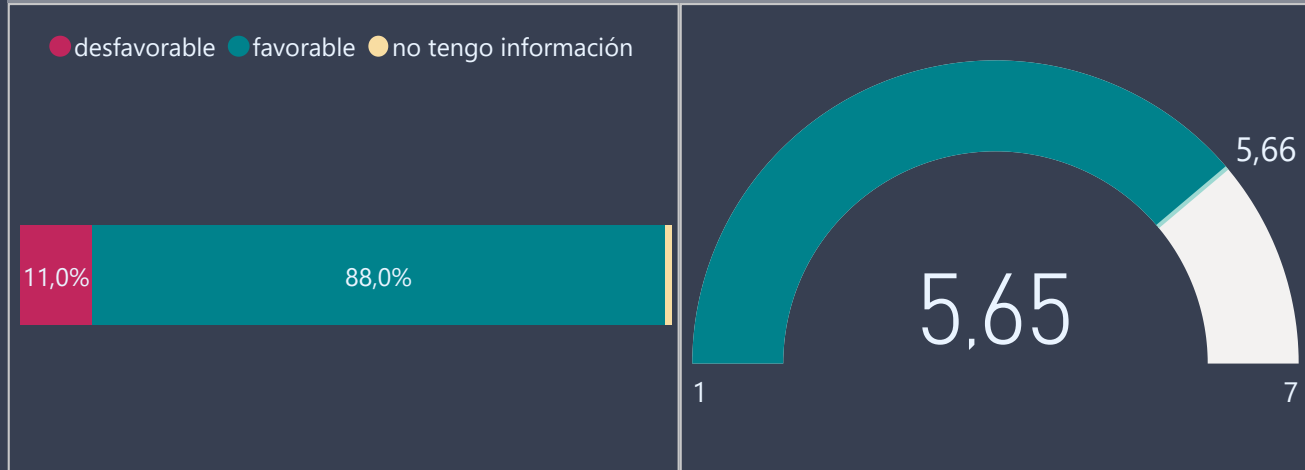 desfavorable favorable no tengo información
11,0% 88,0%
5,66
5,65
1 7